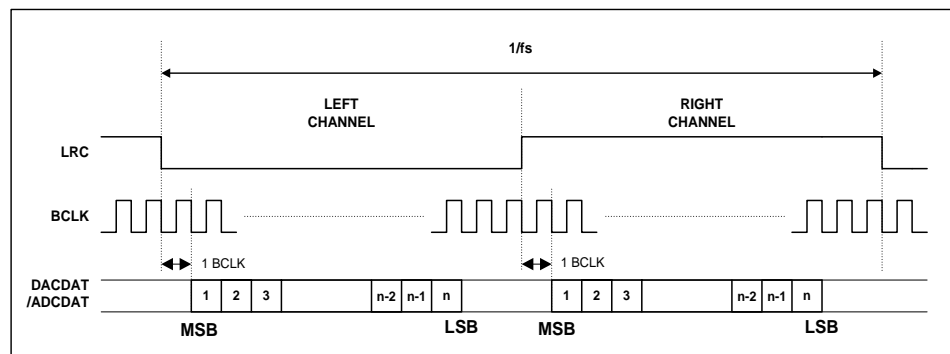 1/fs
LEFT
CHANNEL
RIGHT
CHANNEL
LRC
BCLK
1 BCLK
1 BCLK
DACDAT
/ADCDAT
1 2 3 n-2 n-1 n 1 2 3 n-2 n-1 n
MSB LSB MSB LSB